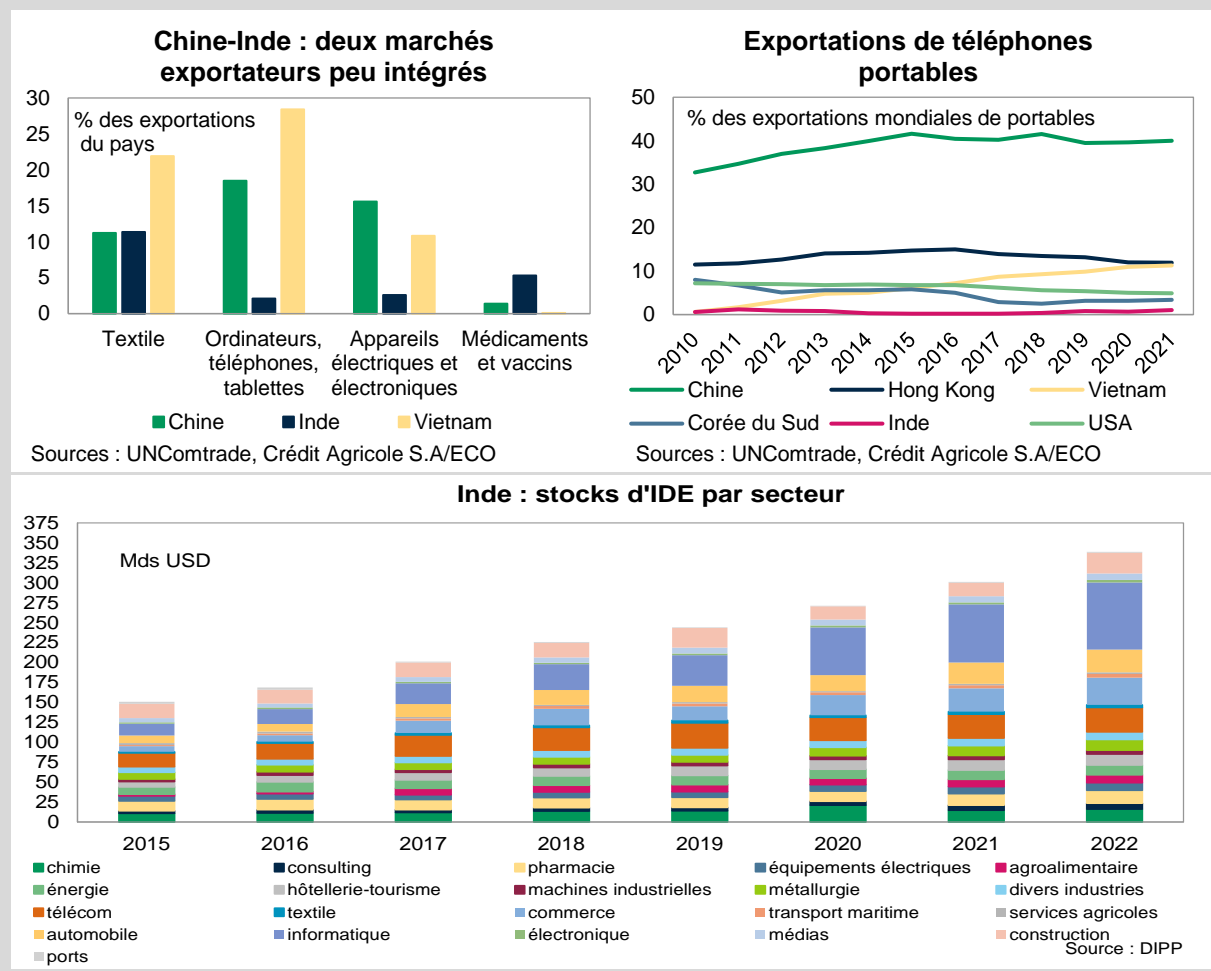 Chine-Inde : deux marchés
exportateurs peu intégrés
30
25
20
15
10
5
0
% des exportations
du pays
Textile
Ordinateurs,
téléphones,
tablettes
Appareils
électriques et
électroniques
Médicaments
et vaccins
Chine
Inde
Vietnam
Sources : UNComtrade, Crédit Agricole S.A/ECO
Exportations de téléphones
portables
50
40
30
20
10
0
% des exportations mondiales de portables
2010
2011
2012
2013
2014
2015
2016
2017
2018
2019
2020
2021
Chine
Hong Kong
Vietnam
Corée du Sud
Inde
USA
Sources : UNComtrade, Crédit Agricole S.A/ECO
Inde : stocks d'IDE par secteur
375
350
325
300
275
250
225
200
175
150
125
100
75
50
25
0
Mds USD
2015
2016
2017
2018
2019
2020
2021
2022
chimie
consulting
pharmacie
équipements électriques
agroalimentaire
énergie
hôtellerie-tourisme
machines industrielles
métallurgie
divers industries
télécom
textile
commerce
transport maritime
services agricoles
automobile
informatique
électronique
médias
construction
ports
Source : DIPP